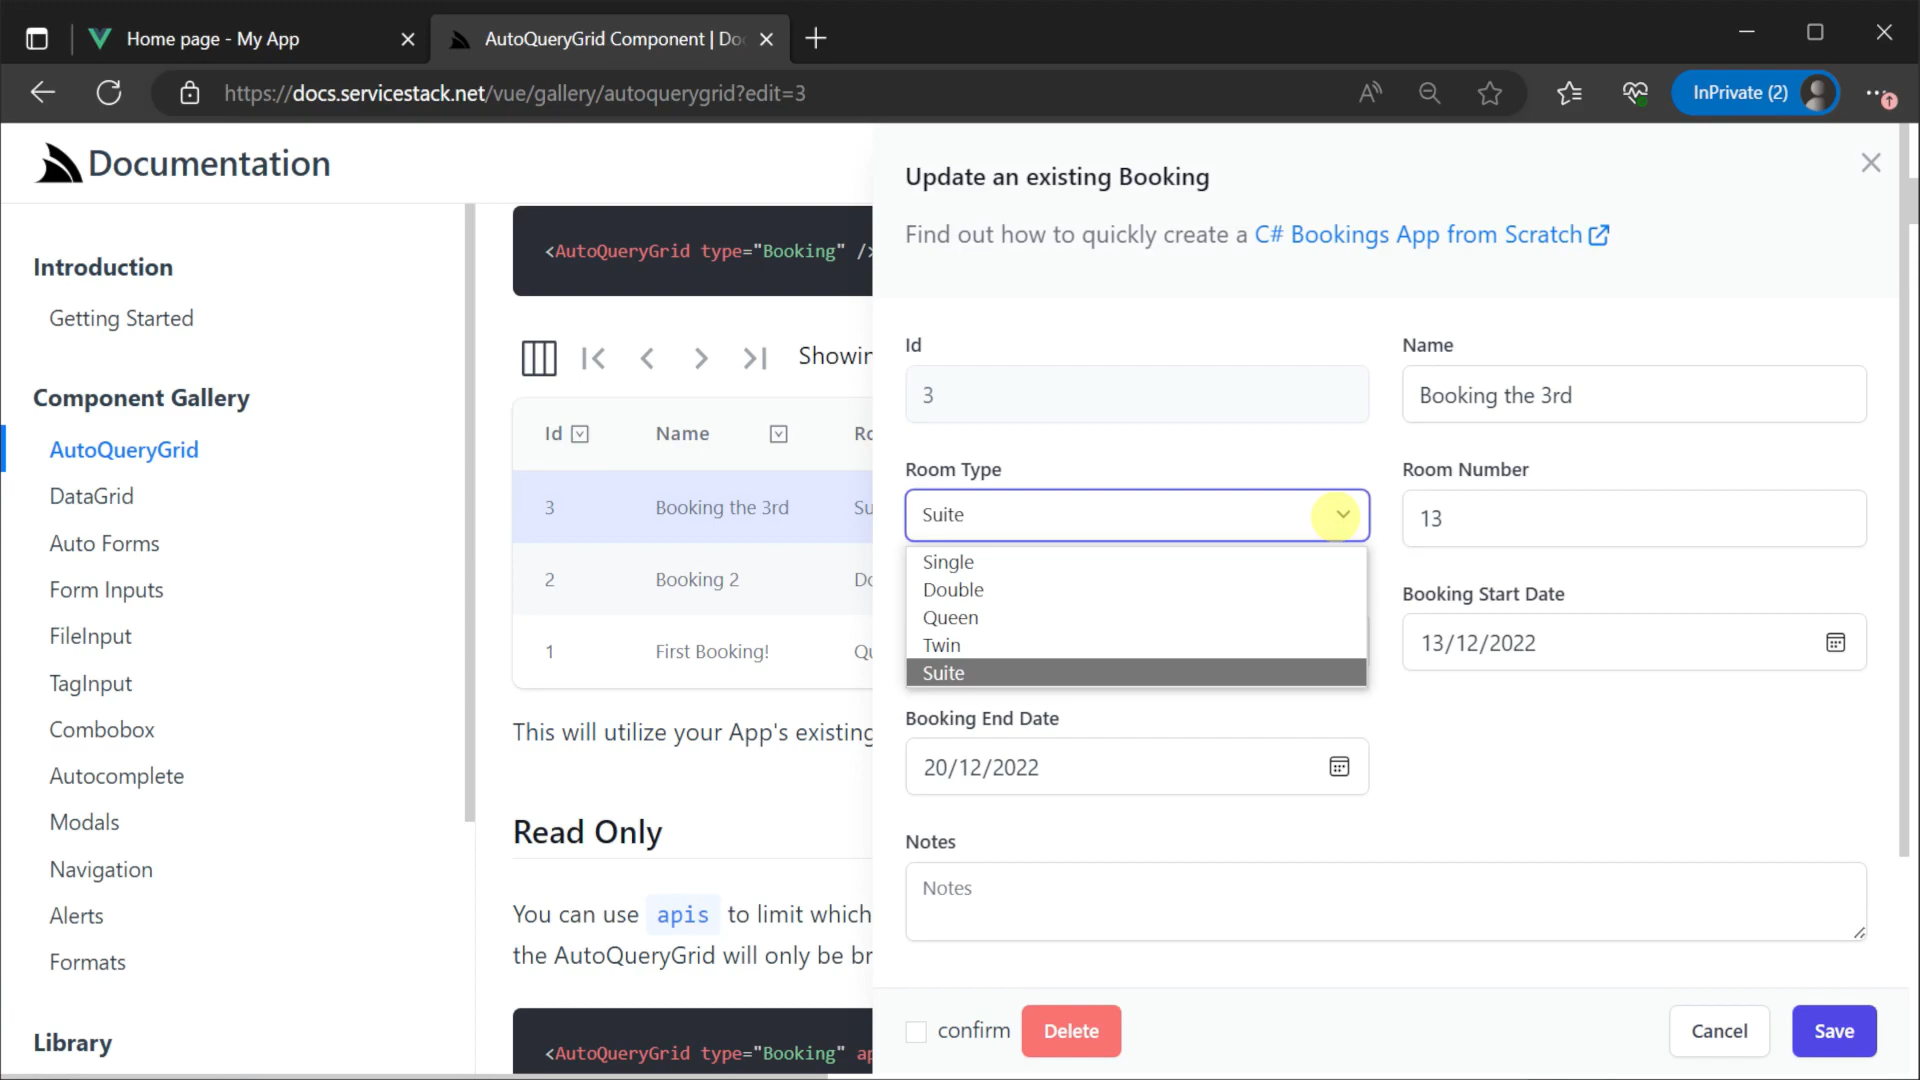 Home page - My App
AutoQueryGrid Component | Do
https://docs.servicestack.net/vue/gallery/autoquerygrid?edit=3
InPrivate (2)
Documentation
Introduction
Getting Started
Component Gallery
AutoQueryGrid
DataGrid
Auto Forms
Form Inputs
FileInput
TagInput
Combobox
Autocomplete
Modals
Navigation
Alerts
Formats
Library
<AutoQueryGrid type="Booking" />
Showin
Id Name Ro
3 Booking the 3rd Su
2 Booking 2 Do
1 First Booking! Qu
This will utilize your App's existing
Read Only
You can use apis to limit which
the AutoQueryGrid will only be br
<AutoQueryGrid type="Booking" ap
Update an existing Booking
Find out how to quickly create a C# Bookings App from Scratch
Id
3
Name
Booking the 3rd
Room Type
Suite
Single
Double
Queen
Twin
Suite
Room Number
13
Booking Start Date
13/12/2022
Booking End Date
20/12/2022
Notes
Notes
confirm
Delete
Cancel
Save